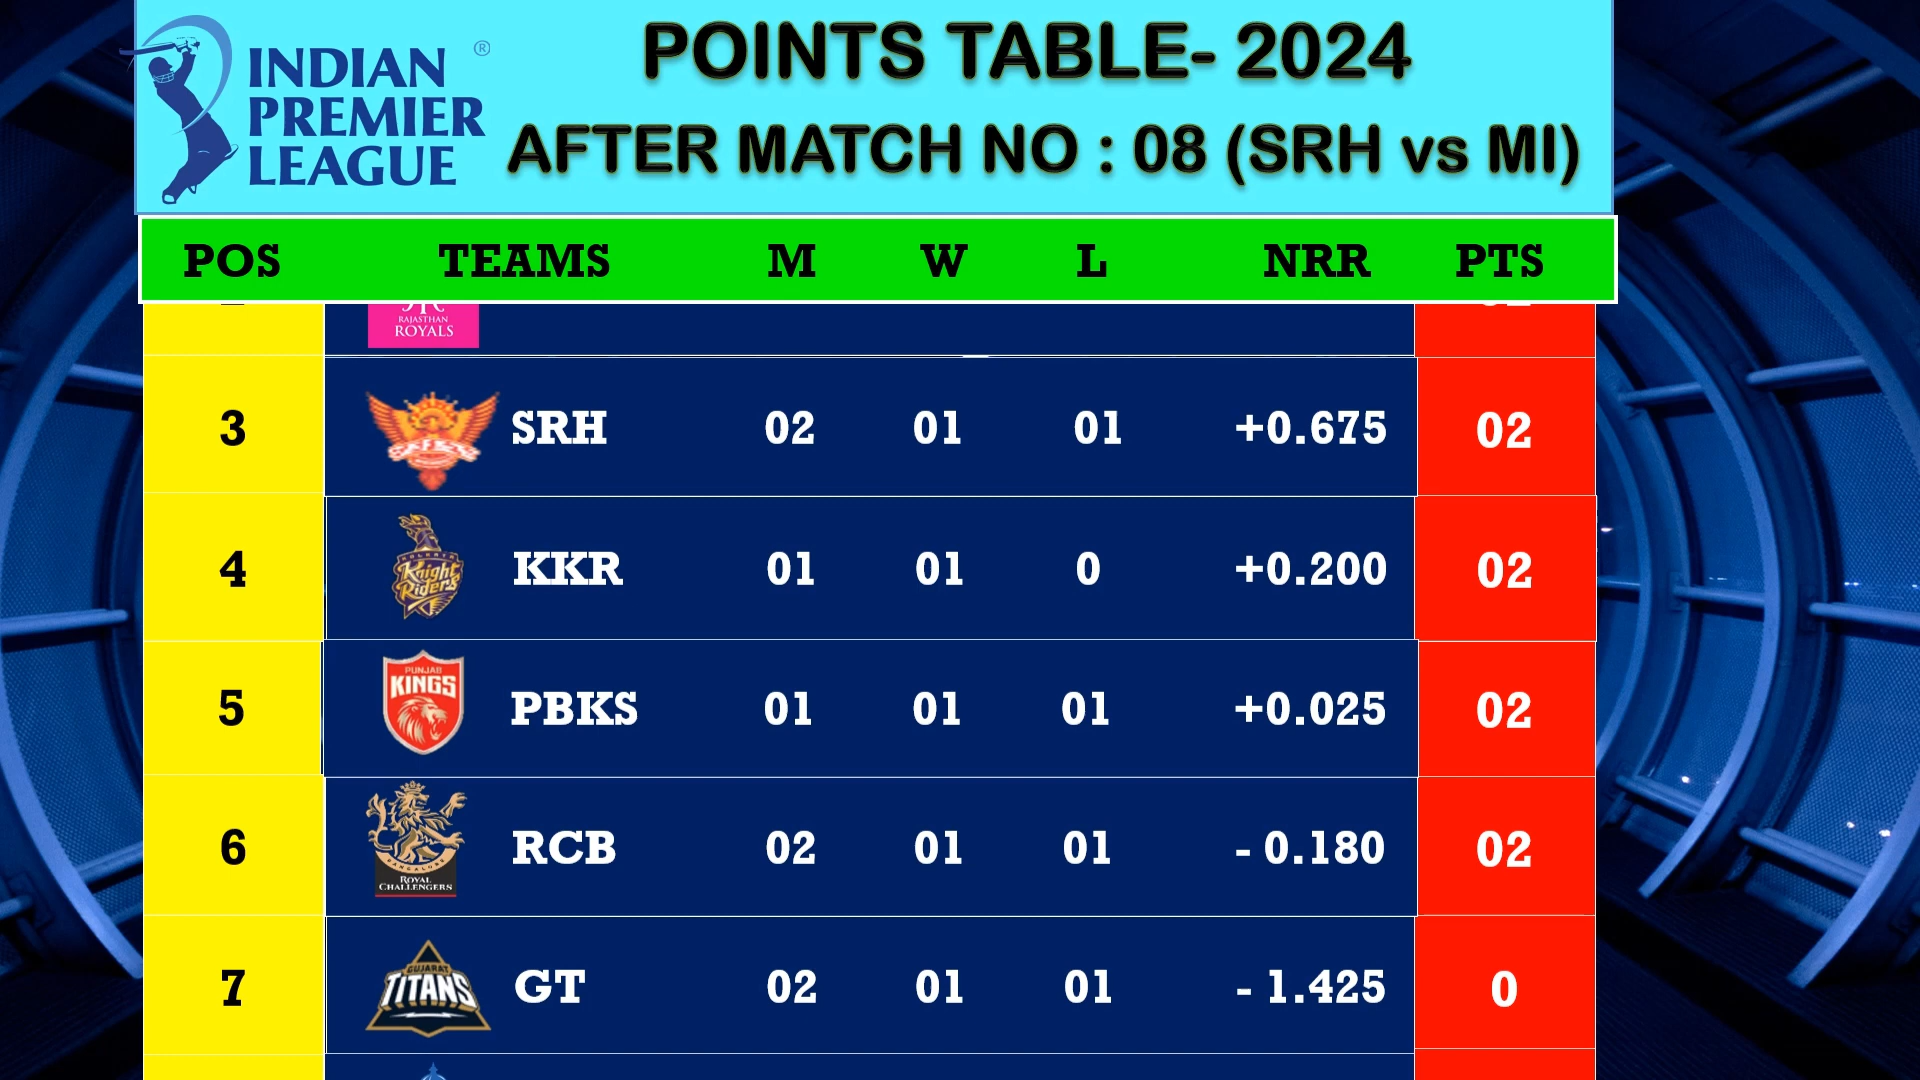 INDIAN
PREMIER
LEAGUE
®
POINTS TABLE- 2024
AFTER MATCH NO : 08 (SRH vs MI)
POS TEAMS M W L NRR PTS
RAJASTHAN
ROYALS
3 SRH 02 01 01 +0.675 02
Knight
Riders
4 KKR 01 01 0 +0.200 02
PUNJAB
KINGS
5 PBKS 01 01 01 +0.025 02
BANGALORE
ROYAL
CHALLENGERS
6 RCB 02 01 01 - 0.180 02
GUJARAT
TITANS
7 GT 02 01 01 - 1.425 0